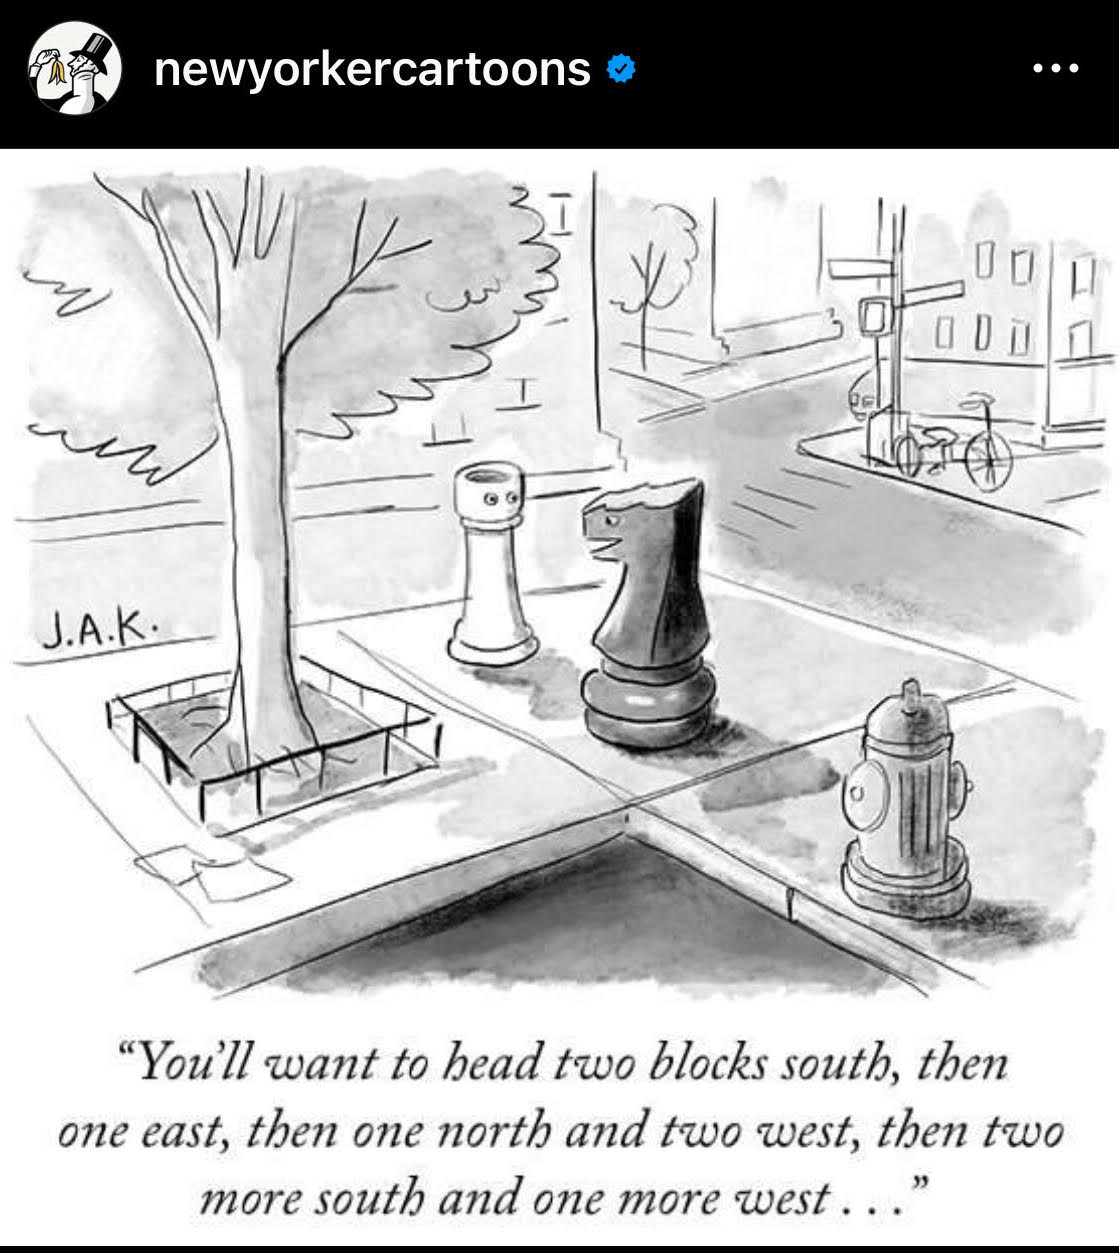 newyorkercartoons
J.A.K.
“You’ll want to head two blocks south, then
one east, then one north and two west, then two
more south and one more west . . .”